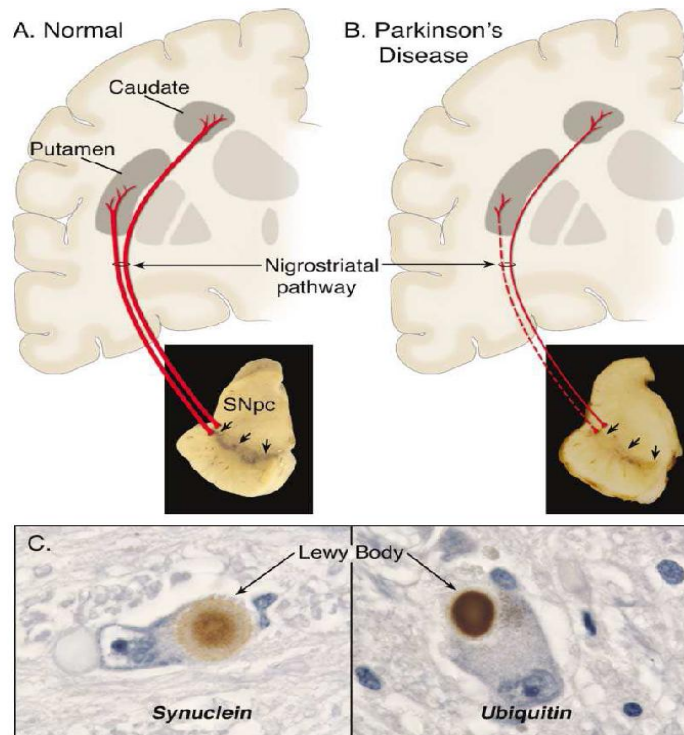 A. Normal
B. Parkinson's
Disease
Caudate
Putamen
Nigrostriatal
pathway
SNpc
C.
Lewy Body
Synuclein
Ubiquitin